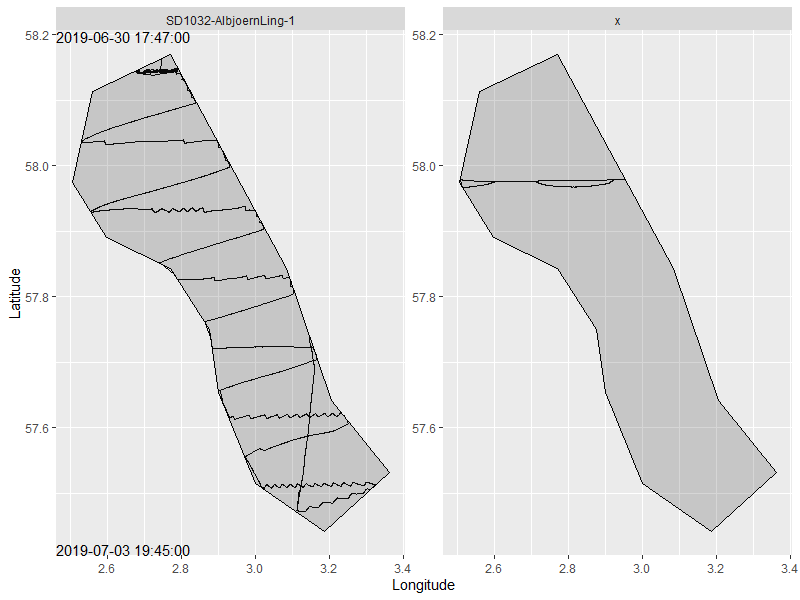 SD1032-AlbjoernLing-1
x
2019-06-30 17:47:00
58.2
58.0
57.8
57.6
58.2
58.0
57.8
57.6
Latitude
2019-07-03 19:45:00
2.6 2.8 3.0 3.2 3.4
2.6 2.8 3.0 3.2 3.4
Longitude